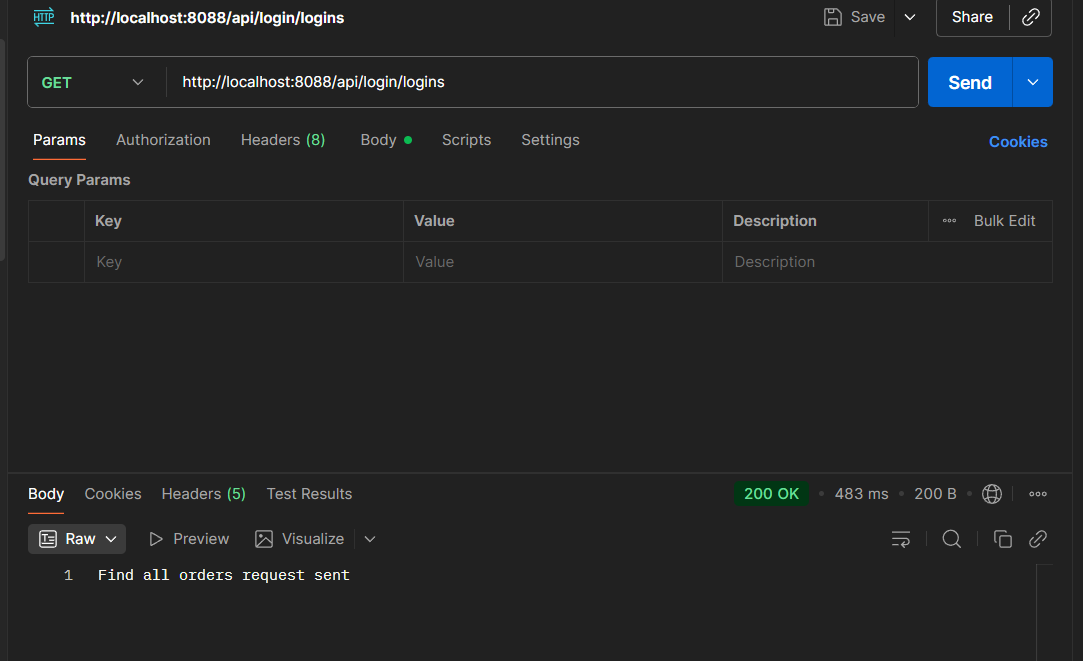 HTTP http://localhost:8088/api/login/logins Save Share
GET http://localhost:8088/api/login/logins Send
Params Authorization Headers (8) Body Scripts Settings Cookies
Query Params
Key Value Description Bulk Edit
Key Value Description
Body Cookies Headers (5) Test Results 200 OK 483 ms 200 B
Raw Preview Visualize
1 Find all orders request sent